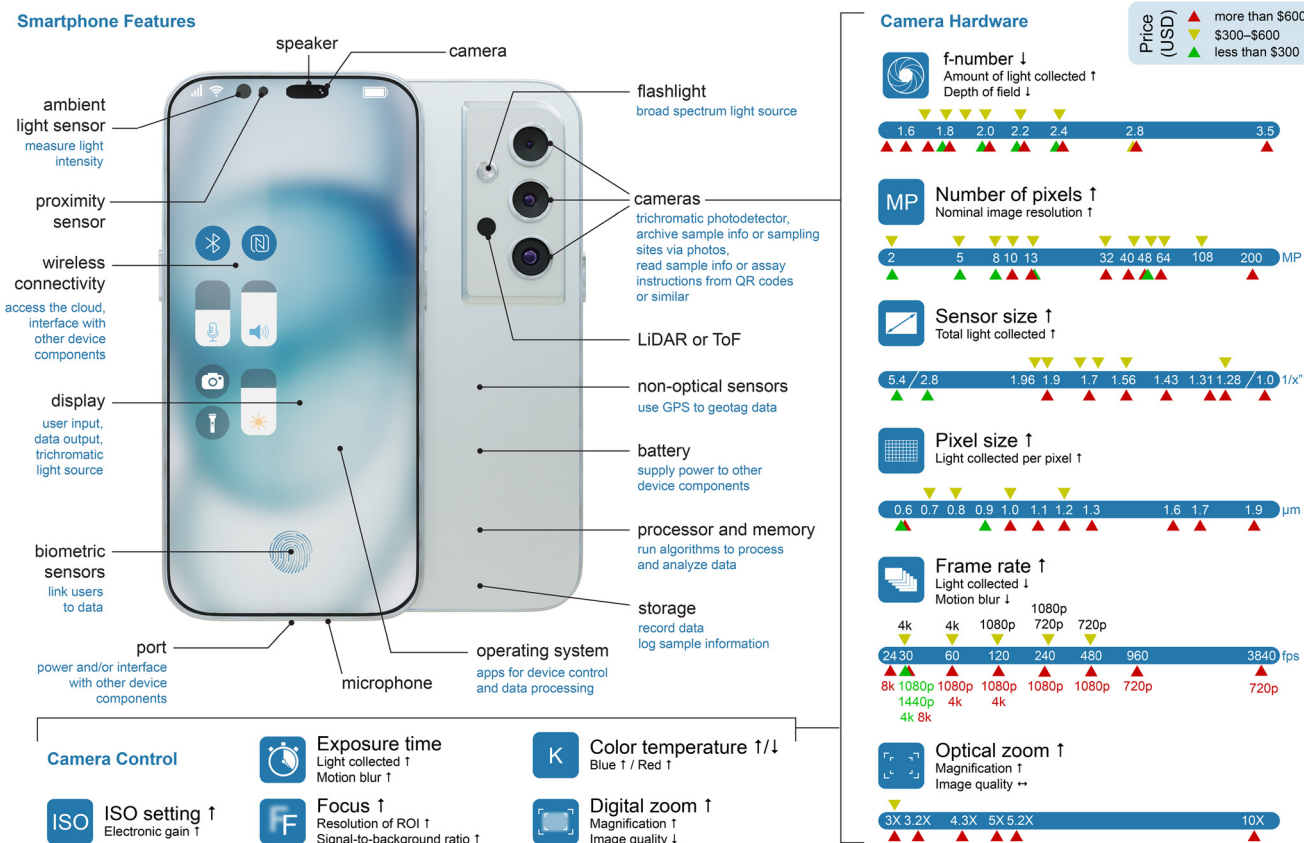 Smartphone Features
speaker
camera
ambient
light sensor
measure light
intensity
proximity
sensor
wireless
connectivity
access the cloud,
interface with
other device
components
display
user input,
data output,
trichromatic
light source
biometric
sensors
link users
to data
port
power and/or interface
with other device
components
microphone
operating system
apps for device control
and data processing
flashlight
broad spectrum light source
cameras
trichromatic photodetector,
archive sample info or sampling
sites via photos,
read sample info or assay
instructions from QR codes
or similar
LiDAR or ToF
non-optical sensors
use GPS to geotag data
battery
supply power to other
device components
processor and memory
run algorithms to process
and analyze data
storage
record data
log sample information
Camera Control
ISO
ISO setting ↑
Electronic gain ↑
Exposure time
Light collected ↑
Motion blur ↑
FF
Focus ↑
Resolution of ROI ↑
Signal-to-background ratio ↑
K
Color temperature ↑/↓
Blue ↑ / Red ↑
Digital zoom ↑
Magnification ↑
Image quality ↓
Camera Hardware
Price
(USD)
more than $600
$300–$600
less than $300
f-number ↓
Amount of light collected ↑
Depth of field ↓
1.6 1.8 2.0 2.2 2.4 2.8 3.5
MP
Number of pixels ↑
Nominal image resolution ↑
2 5 8 10 13 32 40 48 64 108 200 MP
Sensor size ↑
Total light collected ↑
5.4 / 2.8 1.96 1.9 1.7 1.56 1.43 1.31 1.28 / 1.0 1/x"
Pixel size ↑
Light collected per pixel ↑
0.6 0.7 0.8 0.9 1.0 1.1 1.2 1.3 1.6 1.7 1.9 µm
Frame rate ↑
Light collected ↓
Motion blur ↓
1080p
4k 4k 1080p 720p 720p
24 30 60 120 240 480 960 3840 fps
8k 1080p 1080p 1080p 1080p 1080p 720p 720p
1440p 4k 4k
4k 8k
Optical zoom ↑
Magnification ↑
Image quality ↔
3X 3.2X 4.3X 5X 5.2X 10X